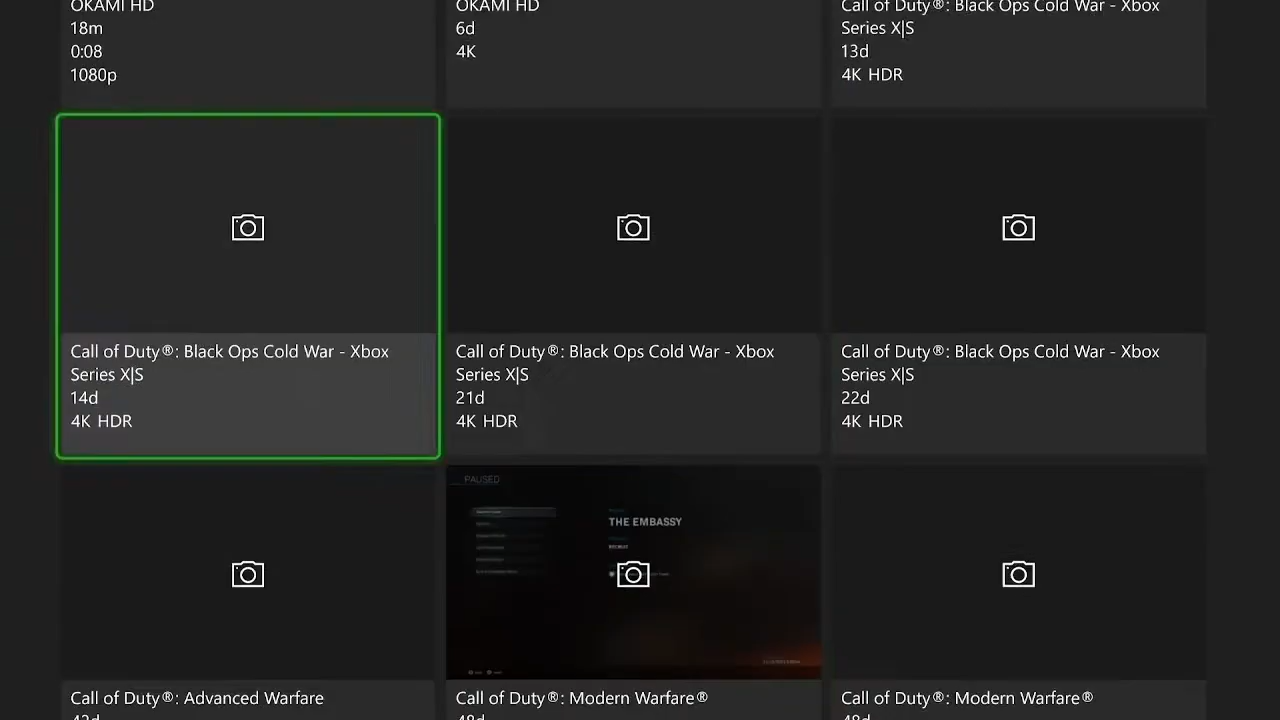 OKAMI HD
18m
0:08
1080p
OKAMI HD
6d
4K
Call of Duty®: Black Ops Cold War - Xbox
Series X|S
13d
4K HDR
Call of Duty®: Black Ops Cold War - Xbox
Series X|S
14d
4K HDR
Call of Duty®: Black Ops Cold War - Xbox
Series X|S
21d
4K HDR
Call of Duty®: Black Ops Cold War - Xbox
Series X|S
22d
4K HDR
PAUSED
THE EMBASSY
Call of Duty®: Advanced Warfare
Call of Duty®: Modern Warfare®
48d
Call of Duty®: Modern Warfare®
48d